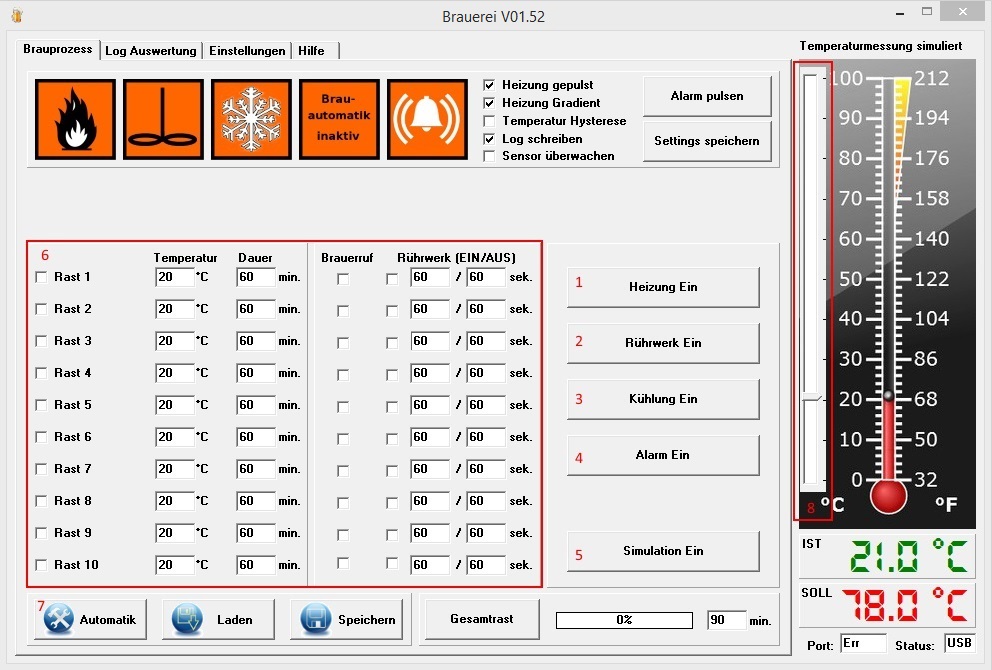 Brauerei V01.52
Brauprozess Log Auswertung Einstellungen Hilfe
Temperaturmessung simuliert
Brau-
automatik
inaktiv
Heizung gepulst
Heizung Gradient
Temperatur Hysterese
Log schreiben
Sensor überwachen
Alarm pulsen
Settings speichern
6
Temperatur Dauer Brauerruf Rührwerk (EIN/AUS)
Rast 1 20 °C 60 min. 60 / 60 sek.
Rast 2 20 °C 60 min. 60 / 60 sek.
Rast 3 20 °C 60 min. 60 / 60 sek.
Rast 4 20 °C 60 min. 60 / 60 sek.
Rast 5 20 °C 60 min. 60 / 60 sek.
Rast 6 20 °C 60 min. 60 / 60 sek.
Rast 7 20 °C 60 min. 60 / 60 sek.
Rast 8 20 °C 60 min. 60 / 60 sek.
Rast 9 20 °C 60 min. 60 / 60 sek.
Rast 10 20 °C 60 min. 60 / 60 sek.
1 Heizung Ein
2 Rührwerk Ein
3 Kühlung Ein
4 Alarm Ein
5 Simulation Ein
7 Automatik Laden Speichern Gesamtrast 0% 90 min.
100 212
90 194
80 176
70 158
60 140
50 122
40 104
30 86
20 68
10 50
0 32
8 °C °F
IST 21.0 °C
SOLL 78.0 °C
Port: Err Status: USB